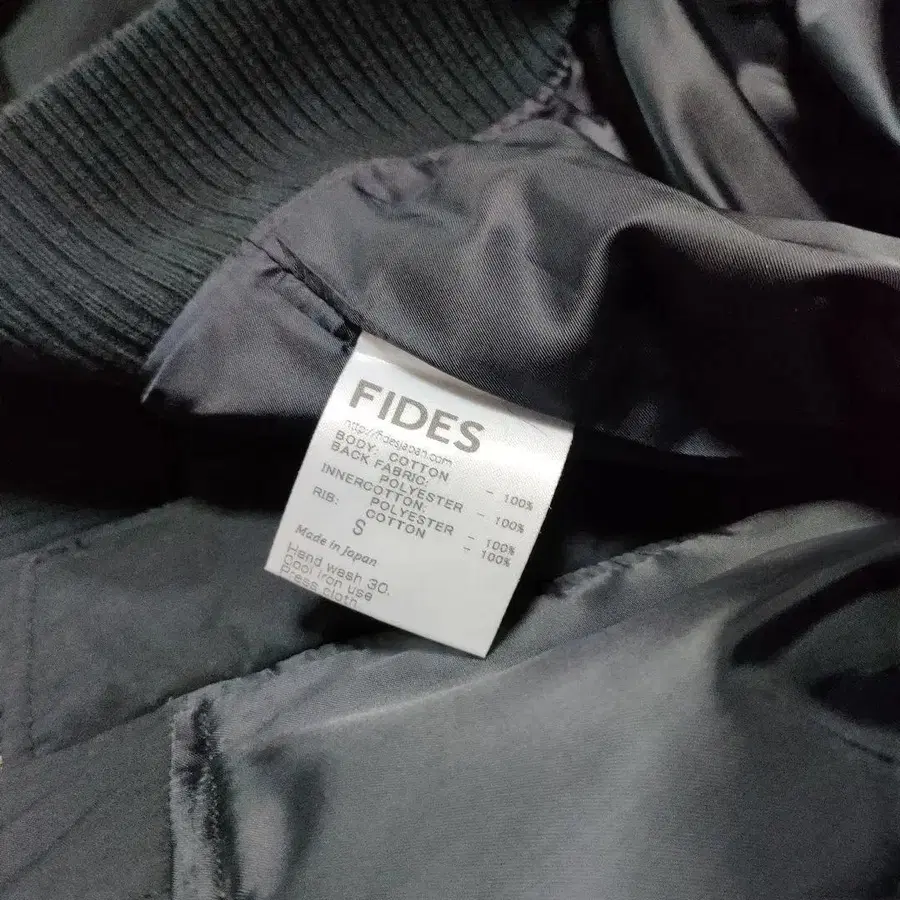 FIDES
http://fidesjapan.com
BODY: COTTON - 100%
BACK FABRIC:
POLYESTER - 100%
INNERCOTTON:
POLYESTER - 100%
RIB: COTTON - 100%
S
Made in Japan
Hand wash 30.
Cool iron use
Press cloth